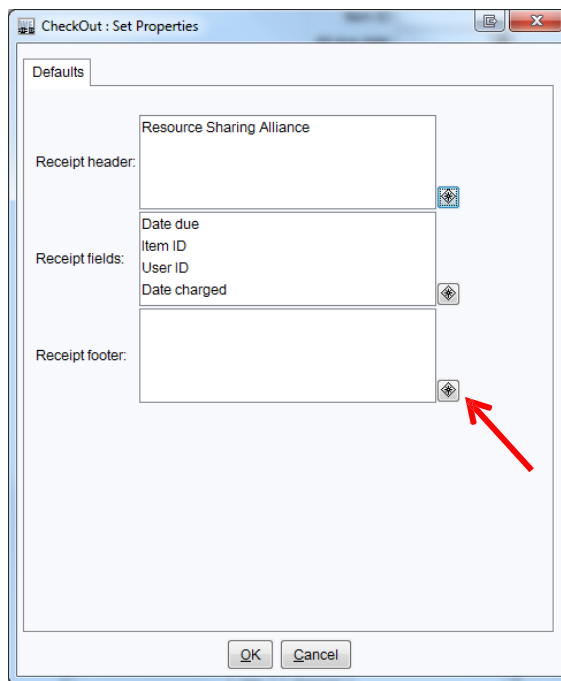 CheckOut : Set Properties
Defaults
Receipt header:
Resource Sharing Alliance
Receipt fields:
Date due
Item ID
User ID
Date charged
Receipt footer:
OK
Cancel